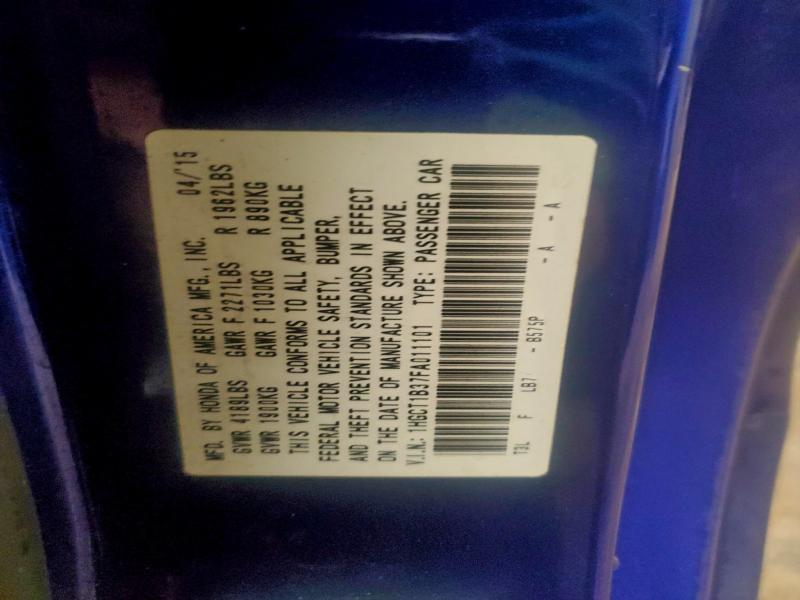 MFD. BY HONDA OF AMERICA MFG., INC. 04/'15
GVWR 4189LBS GAWR F 2271LBS R 1962LBS
GVWR 1900KG GAWR F 1030KG R 890KG
THIS VEHICLE CONFORMS TO ALL APPLICABLE
FEDERAL MOTOR VEHICLE SAFETY, BUMPER,
AND THEFT PREVENTION STANDARDS IN EFFECT
ON THE DATE OF MANUFACTURE SHOWN ABOVE.
V.I.N.: 1HGCT1B37FA011101 TYPE: PASSENGER CAR
T3L F LB7 - B575P - A - A